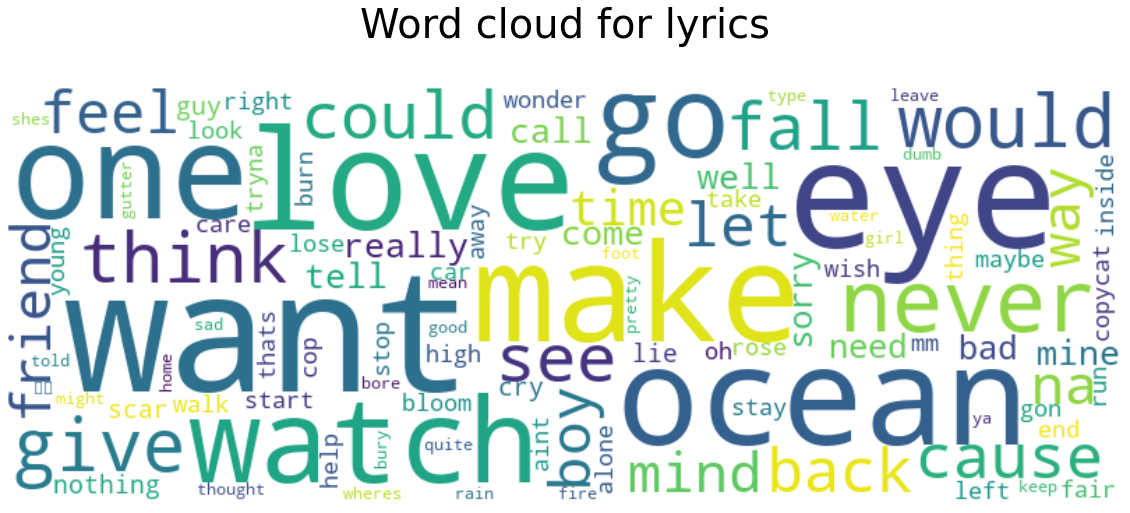 Word cloud for lyrics
shes feel guy right could wonder go fall type leave would
look call dumb
one love eye
gutter tryna burn well take inside
care time let water way
think lose really away try come girl thing
friend young tell car mean foot make wish maybe copycat
want pretty sorry never
sad thats cop stop good high see lie oh rose need mm bad mine
told home bore cry ocean na run
might scar walk start bloom boy stay ya gon
give watch help bury quite aint alone mind back end cause
nothing thought wheres rain fire left keep fair